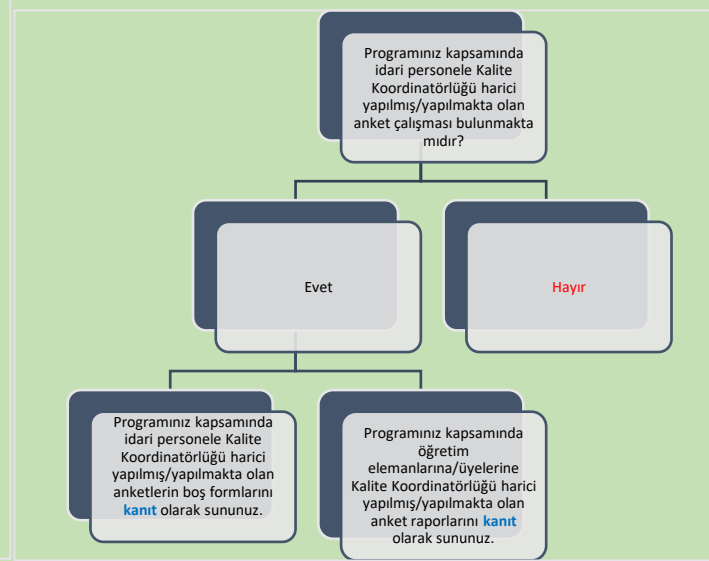 Programınız kapsamında
idari personele Kalite
Koordinatörlüğü harici
yapılmış/yapılmakta olan
anket çalışması bulunmakta
mıdır?
Evet
Hayır
Programınız kapsamında
idari personele Kalite
Koordinatörlüğü harici
yapılmış/yapılmakta olan
anketlerin boş formlarını
kanıt olarak sununuz.
Programınız kapsamında
öğretim
elemanlarına/üyelerine
Kalite Koordinatörlüğü harici
yapılmış/yapılmakta olan
anket raporlarını kanıt
olarak sununuz.